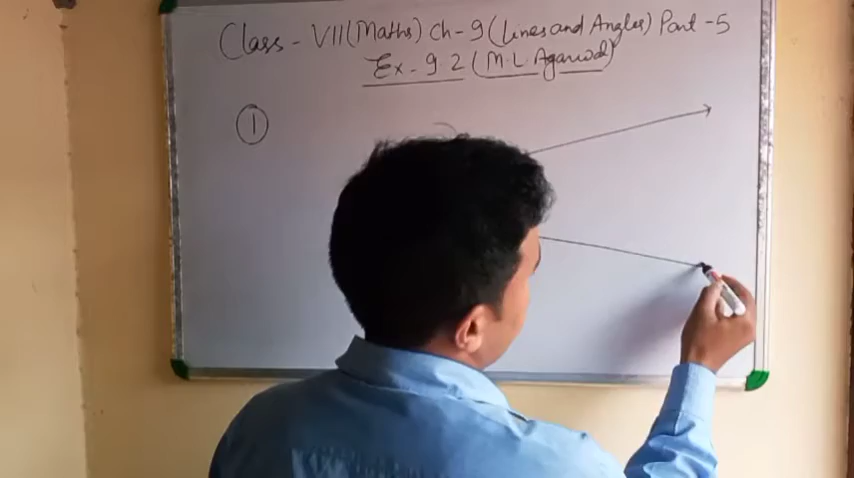 Class - VII (Maths) Ch - 9 (Lines and Angles) Part - 5
Ex - 9.2 (M.L. Agarwal)
1